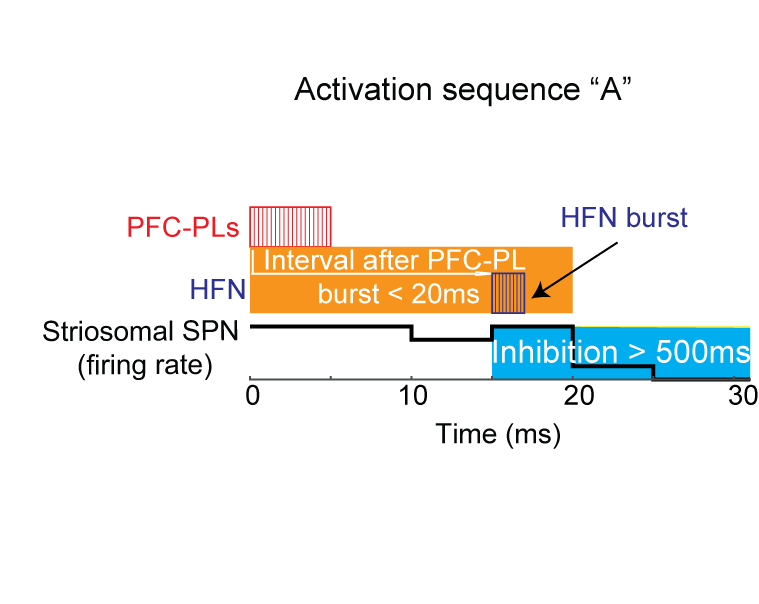 Activation sequence “A”
PFC-PLs
HFN burst
Interval after PFC-PL
HFN
burst < 20ms
Striosomal SPN
(firing rate)
Inhibition > 500ms
0 10 20 30
Time (ms)